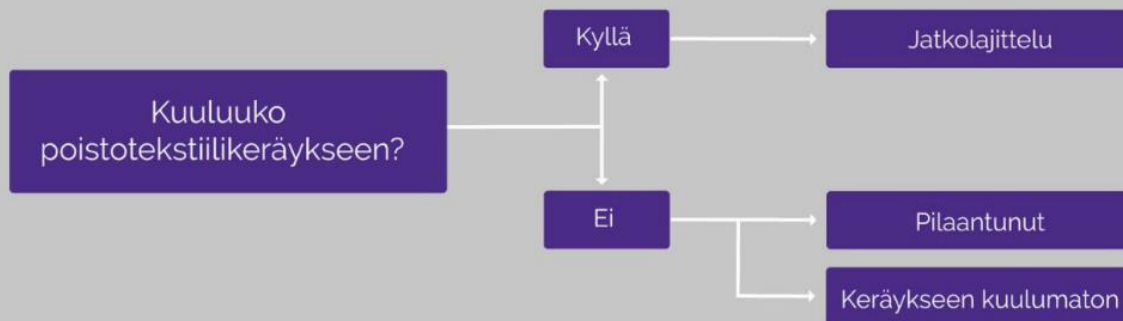 Kuuluuko
poistotekstiilikeräykseen?
Kyllä
Jatkolajittelu
Ei
Pilaantunut
Keräykseen kuulumaton